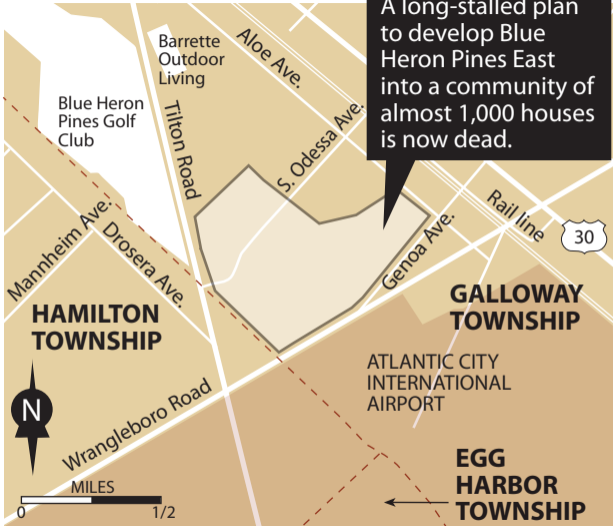 A long-stalled plan
to develop Blue
Heron Pines East
into a community of
almost 1,000 houses
is now dead.
Barrette
Outdoor
Living
Aloe Ave.
Blue Heron
Pines Golf
Club
Tilton Road
S. Odessa Ave.
Rail line
30
Genoa Ave.
Mannheim Ave.
Drosera Ave.
HAMILTON
TOWNSHIP
GALLOWAY
TOWNSHIP
ATLANTIC CITY
INTERNATIONAL
AIRPORT
N
Wrangleboro Road
EGG
HARBOR
TOWNSHIP
MILES
0 1/2